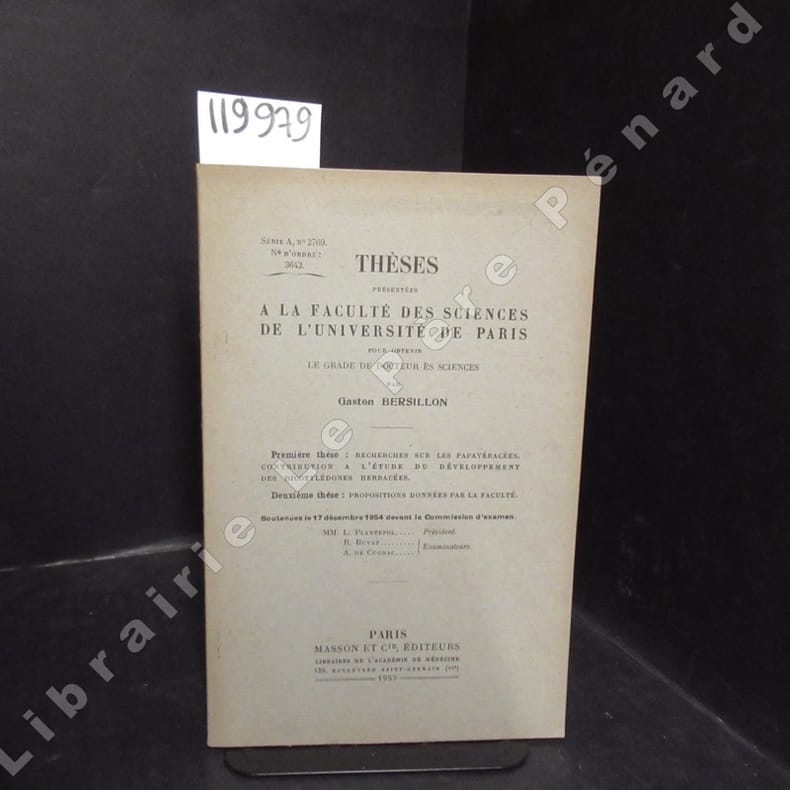 119979
SÉRIE A, Nº 2769.
Nº D'ORDRE :
3642.
THÈSES
PRÉSENTÉES
A LA FACULTÉ DES SCIENCES
DE L'UNIVERSITÉ DE PARIS
POUR OBTENIR
LE GRADE DE DOCTEUR ÈS SCIENCES
PAR
Gaston BERSILLON
Première thèse : RECHERCHES SUR LES PAPAVÉRACÉES.
CONTRIBUTION A L'ÉTUDE DU DÉVELOPPEMENT
DES DICOTYLÉDONES HERBACÉES.
Deuxième thèse : PROPOSITIONS DONNÉES PAR LA FACULTÉ.
Soutenues le 17 décembre 1954 devant la Commission d'examen.
MM. L. PLANTEFOL..... Président.
R. BUVAT.........
A. DE CUGNAC..... Examinateurs.
PARIS
MASSON ET Cie, ÉDITEURS
LIBRAIRES DE L'ACADÉMIE DE MÉDECINE
120, BOULEVARD SAINT-GERMAIN (VIe)
1955
Librairie Le Père Pénard